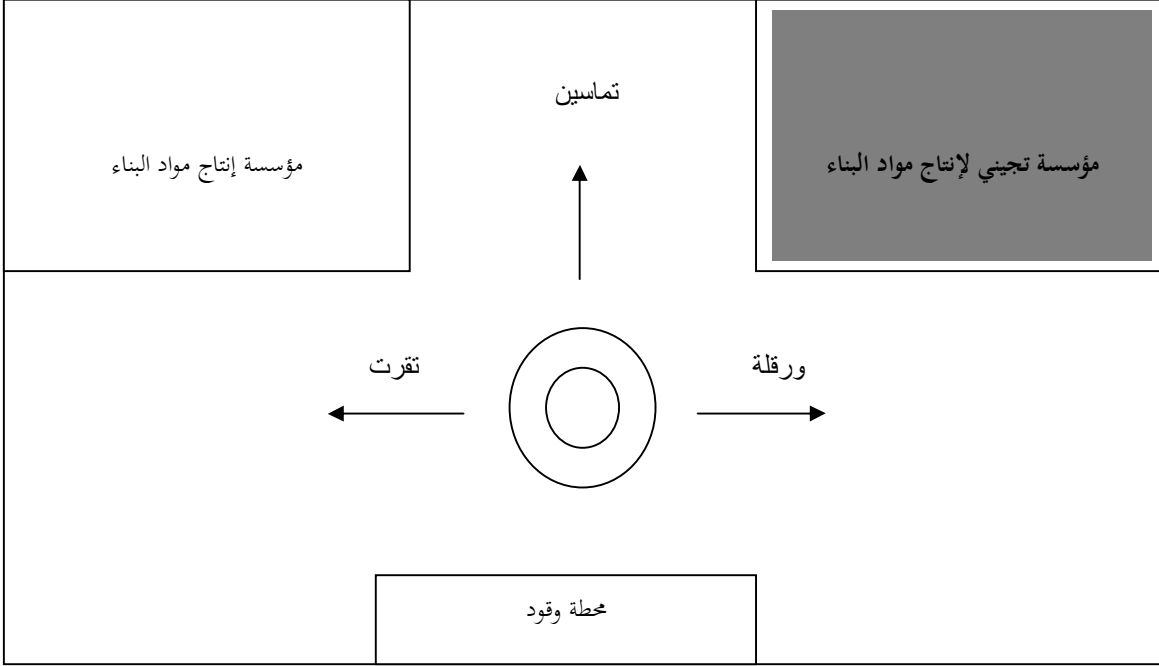 تماسين
مؤسسة تجيني لإنتاج مواد البناء
مؤسسة إنتاج مواد البناء
ورقلة
تقرت
محطة وقود